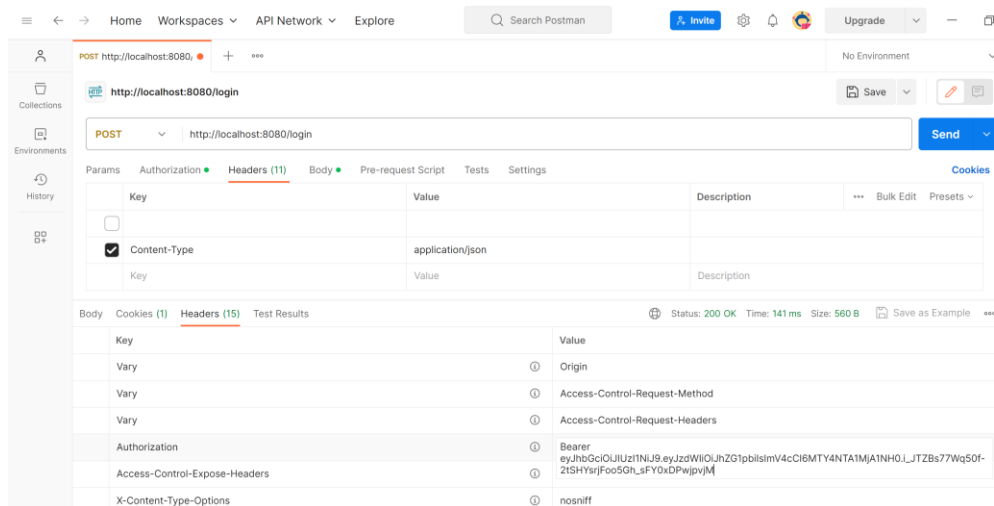 Home Workspaces API Network Explore Search Postman Invite Upgrade
POST http://localhost:8080/ No Environment
http://localhost:8080/login Save
Collections
POST http://localhost:8080/login Send
Environments
Params Authorization Headers (11) Body Pre-request Script Tests Settings Cookies
History
Key Value Description Bulk Edit Presets
Content-Type application/json
Key Value Description
Body Cookies (1) Headers (15) Test Results Status: 200 OK Time: 141 ms Size: 560 B Save as Example
Key Value
Vary Origin
Vary Access-Control-Request-Method
Vary Access-Control-Request-Headers
Authorization Bearer
eyJhbGciOiJIUzI1NiJ9.eyJzdWIiOiJhZG1pbiIsImV4cCI6MTY4NTA1MjA1NH0.i_JTZBs77Wq50f-
2tSHYsrjFoo5Gh_sFY0xDPwjpvjM
Access-Control-Expose-Headers
X-Content-Type-Options nosniff